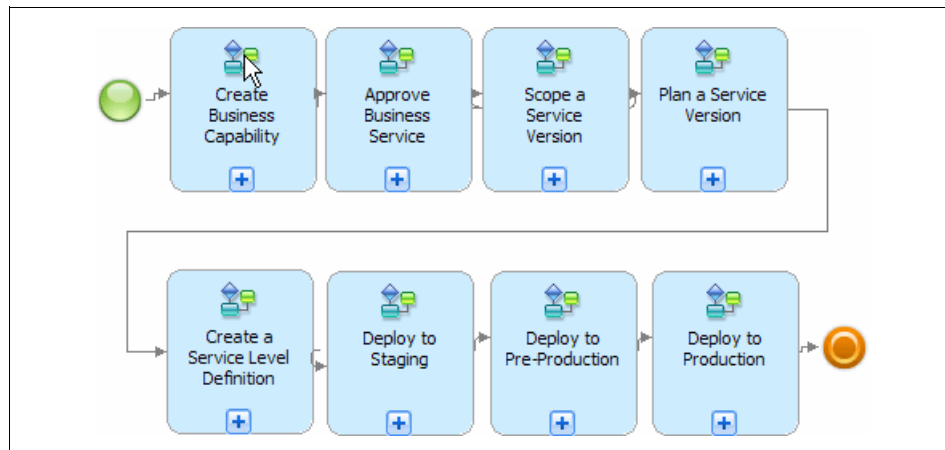 Create
Business
Capability
Approve
Business
Service
Scope a
Service
Version
Plan a Service
Version
Create a
Service Level
Definition
Deploy to
Staging
Deploy to
Pre-Production
Deploy to
Production